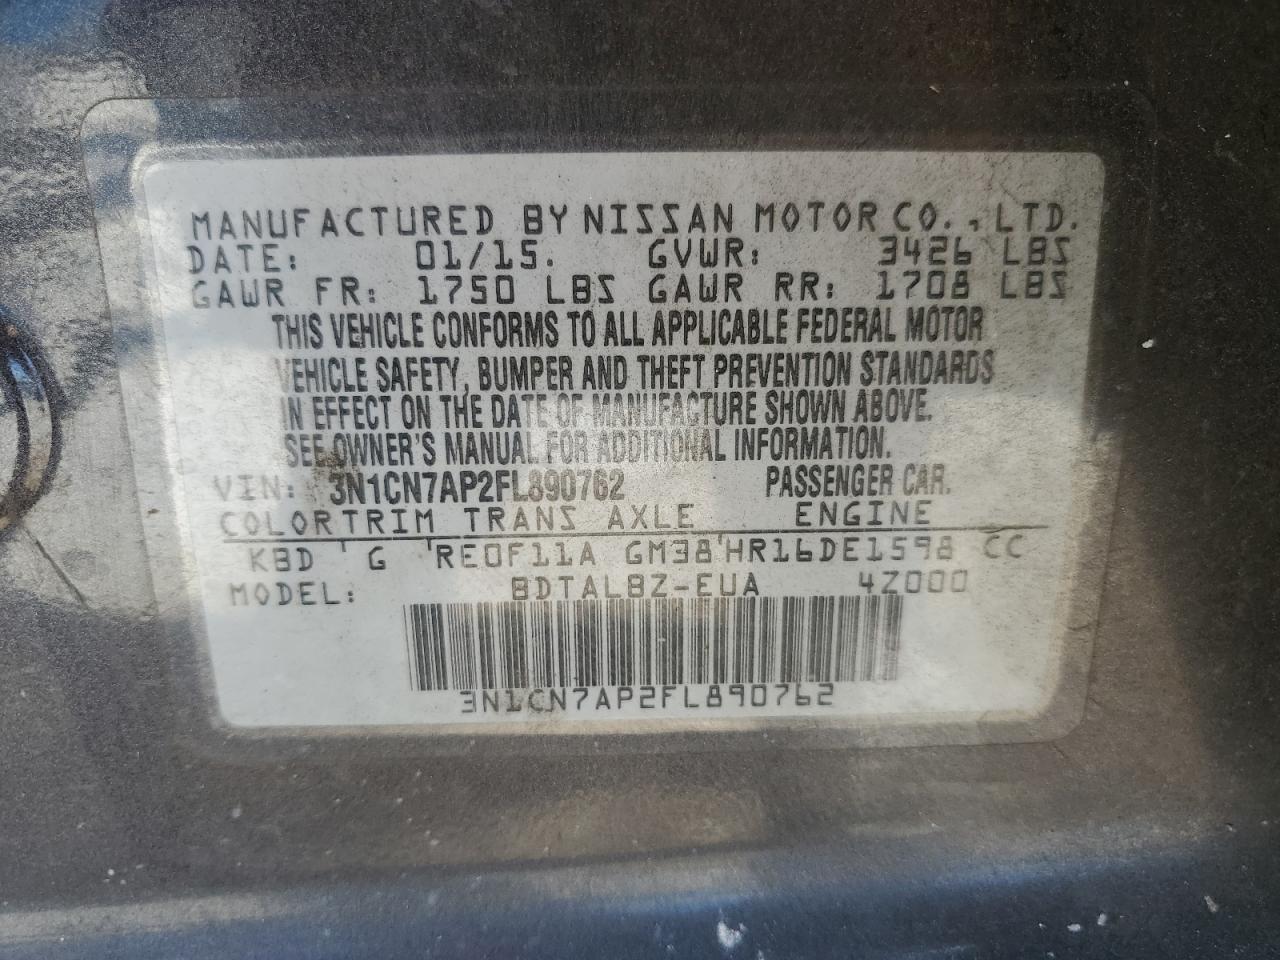 MANUFACTURED BY NISSAN MOTOR CO., LTD.
DATE: 01/15. GVWR: 3426 LBS
GAWR FR: 1750 LBS GAWR RR: 1708 LBS
THIS VEHICLE CONFORMS TO ALL APPLICABLE FEDERAL MOTOR
VEHICLE SAFETY, BUMPER AND THEFT PREVENTION STANDARDS
IN EFFECT ON THE DATE OF MANUFACTURE SHOWN ABOVE.
SEE OWNER'S MANUAL FOR ADDITIONAL INFORMATION.
VIN: 3N1CN7AP2FL890762 PASSENGER CAR.
COLOR TRIM TRANS AXLE ENGINE
KBD G RE0F11A GM38 HR16DE1598 CC
MODEL: BDTALBZ-EUA 4Z000
3N1CN7AP2FL890762